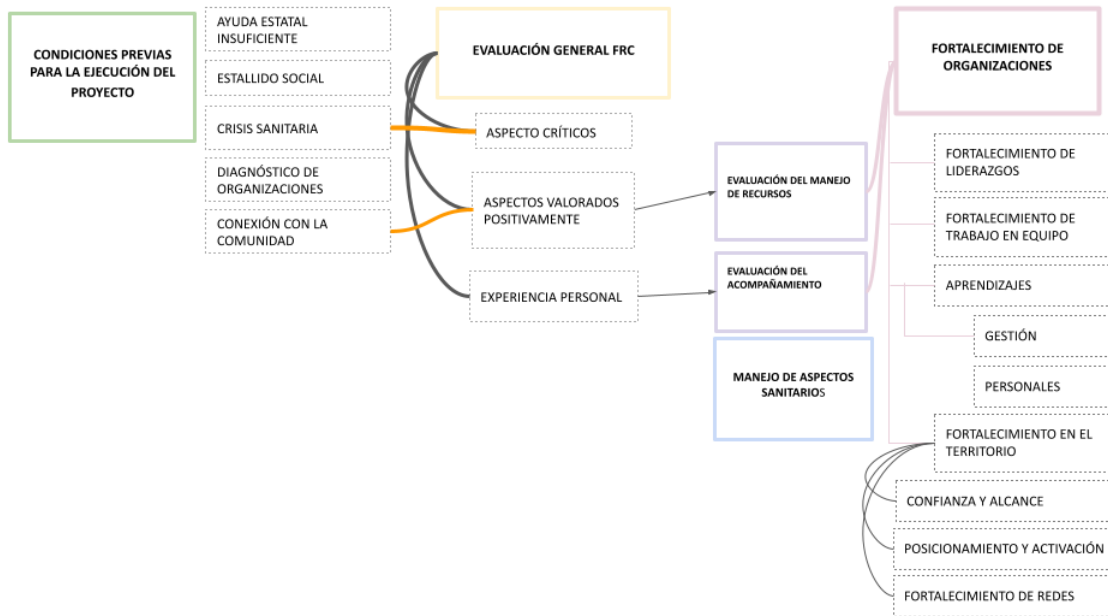 CONDICIONES PREVIAS
PARA LA EJECUCIÓN DEL
PROYECTO
AYUDA ESTATAL
INSUFICIENTE
ESTALLIDO SOCIAL
CRISIS SANITARIA
DIAGNÓSTICO DE
ORGANIZACIONES
CONEXIÓN CON LA
COMUNIDAD
EVALUACIÓN GENERAL FRC
ASPECTO CRÍTICOS
ASPECTOS VALORADOS
POSITIVAMENTE
EXPERIENCIA PERSONAL
EVALUACIÓN DEL MANEJO
DE RECURSOS
EVALUACIÓN DEL
ACOMPAÑAMIENTO
MANEJO DE ASPECTOS
SANITARIOS
FORTALECIMIENTO DE
ORGANIZACIONES
FORTALECIMIENTO DE
LIDERAZGOS
FORTALECIMIENTO DE
TRABAJO EN EQUIPO
APRENDIZAJES
GESTIÓN
PERSONALES
FORTALECIMIENTO EN EL
TERRITORIO
CONFIANZA Y ALCANCE
POSICIONAMIENTO Y ACTIVACIÓN
FORTALECIMIENTO DE REDES